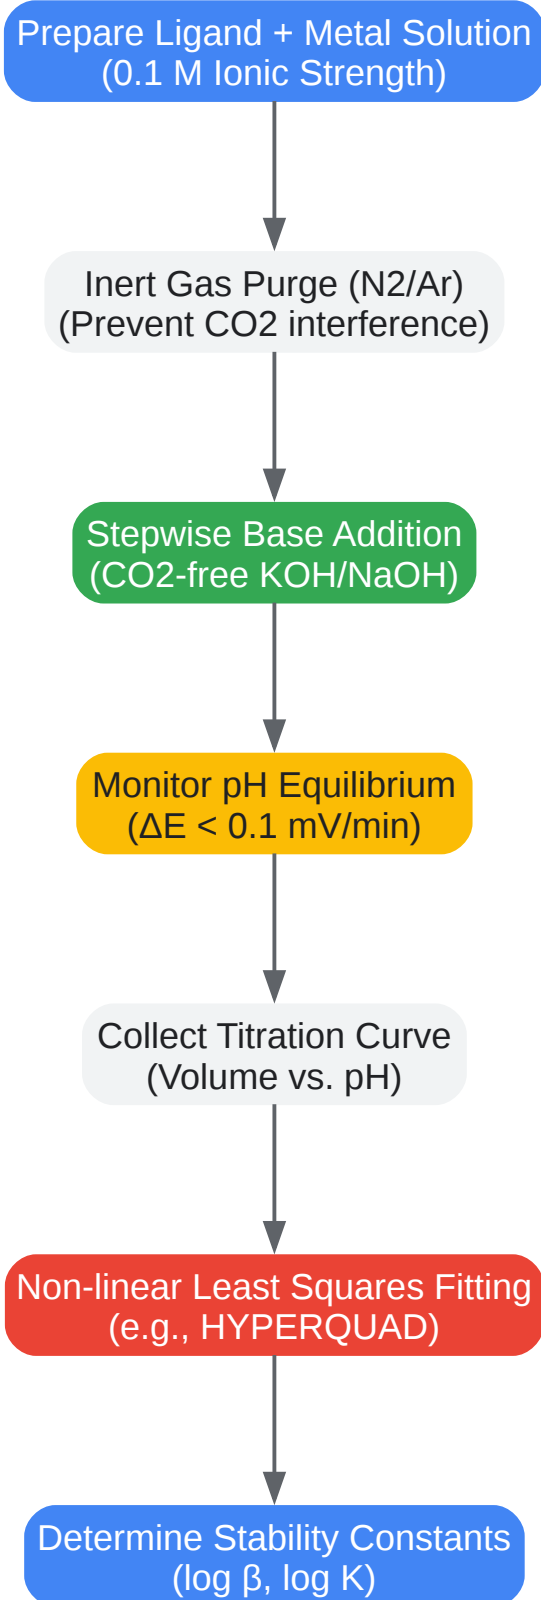 Prepare Ligand + Metal Solution
(0.1 M Ionic Strength)
Inert Gas Purge (N2/Ar)
(Prevent CO2 interference)
Stepwise Base Addition
(CO2-free KOH/NaOH)
Monitor pH Equilibrium
(ΔE < 0.1 mV/min)
Collect Titration Curve
(Volume vs. pH)
Non-linear Least Squares Fitting
(e.g., HYPERQUAD)
Determine Stability Constants
(log β, log K)